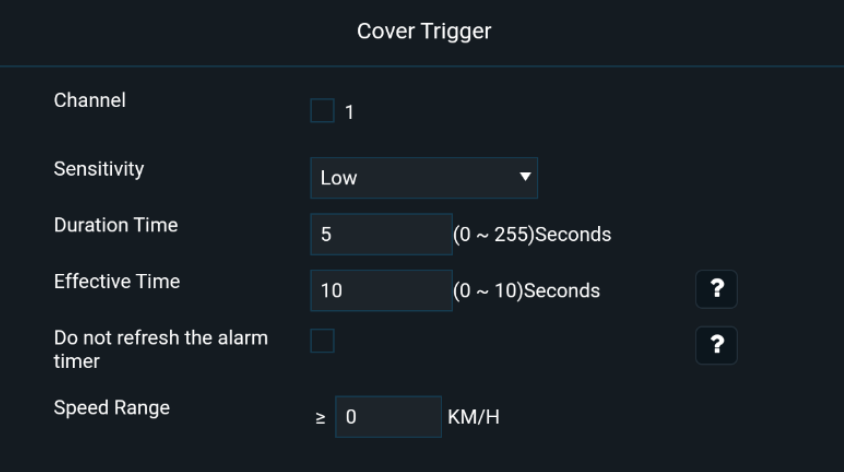 Cover Trigger
Channel
1
Sensitivity
Low
Duration Time
5 (0 ~ 255)Seconds
Effective Time
10 (0 ~ 10)Seconds ?
Do not refresh the alarm
timer
?
Speed Range
≥ 0 KM/H